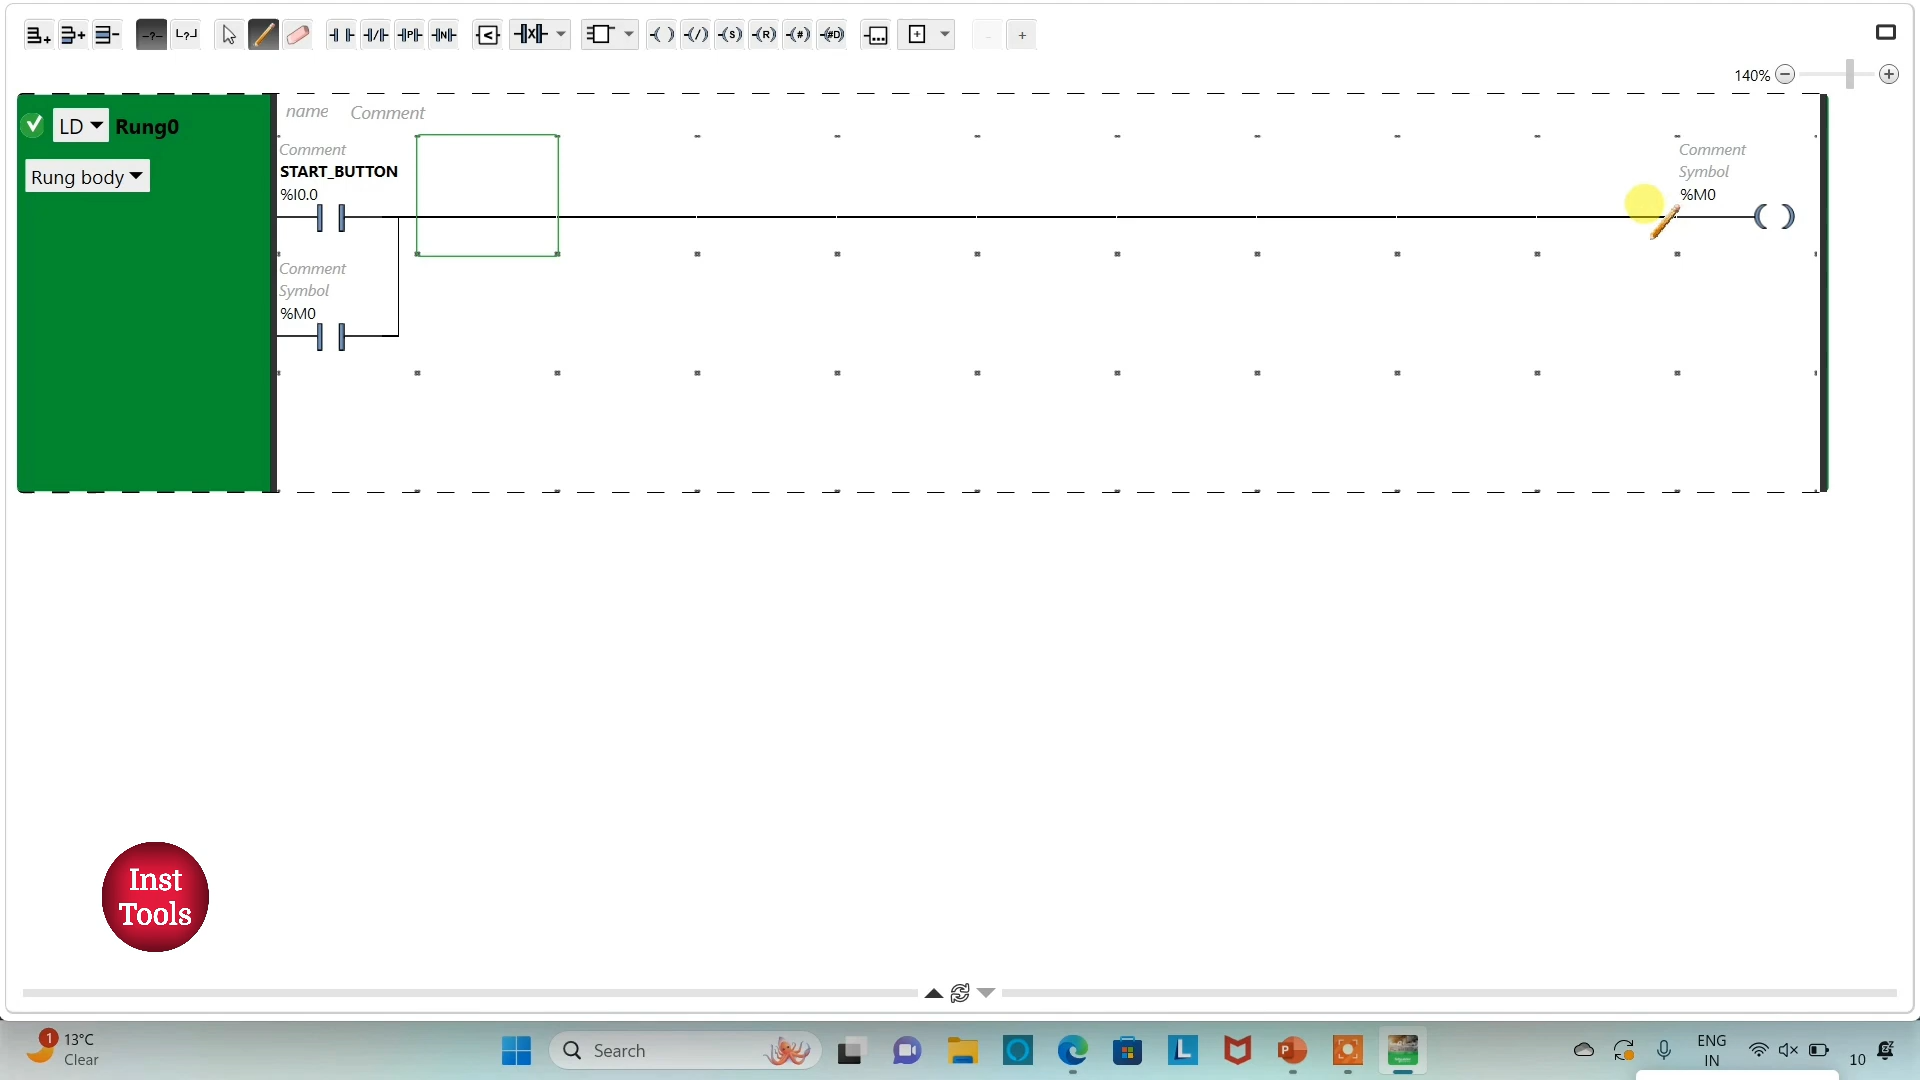 140%
LD
Rung0
name
Comment
Rung body
Comment
START_BUTTON
%I0.0
Comment
Symbol
%M0
Comment
Symbol
%M0
Inst
Tools
1
13°C
Clear
Search
ENG
IN
10